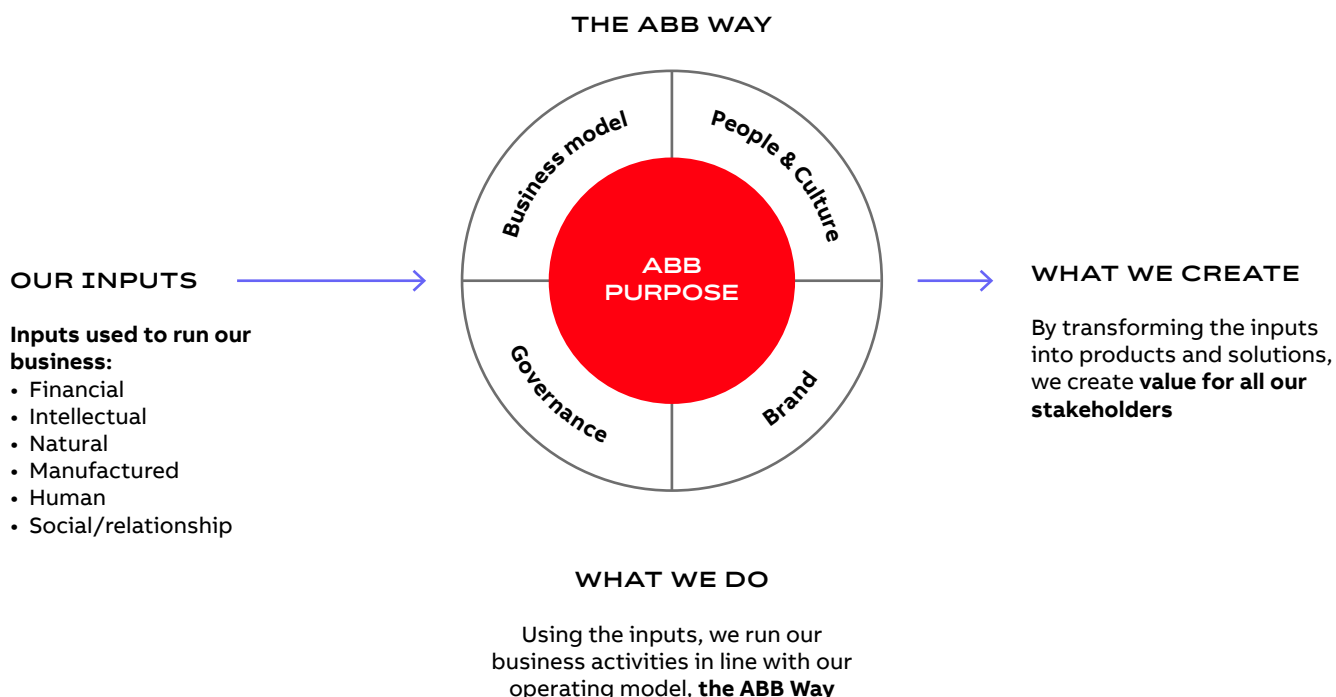 THE ABB WAY
Business model
People & Culture
ABB
PURPOSE
Governance
Brand
OUR INPUTS
Inputs used to run our
business:
• Financial
• Intellectual
• Natural
• Manufactured
• Human
• Social/relationship
WHAT WE CREATE
By transforming the inputs
into products and solutions,
we create value for all our
stakeholders
WHAT WE DO
Using the inputs, we run our
business activities in line with our
operating model, the ABB Way